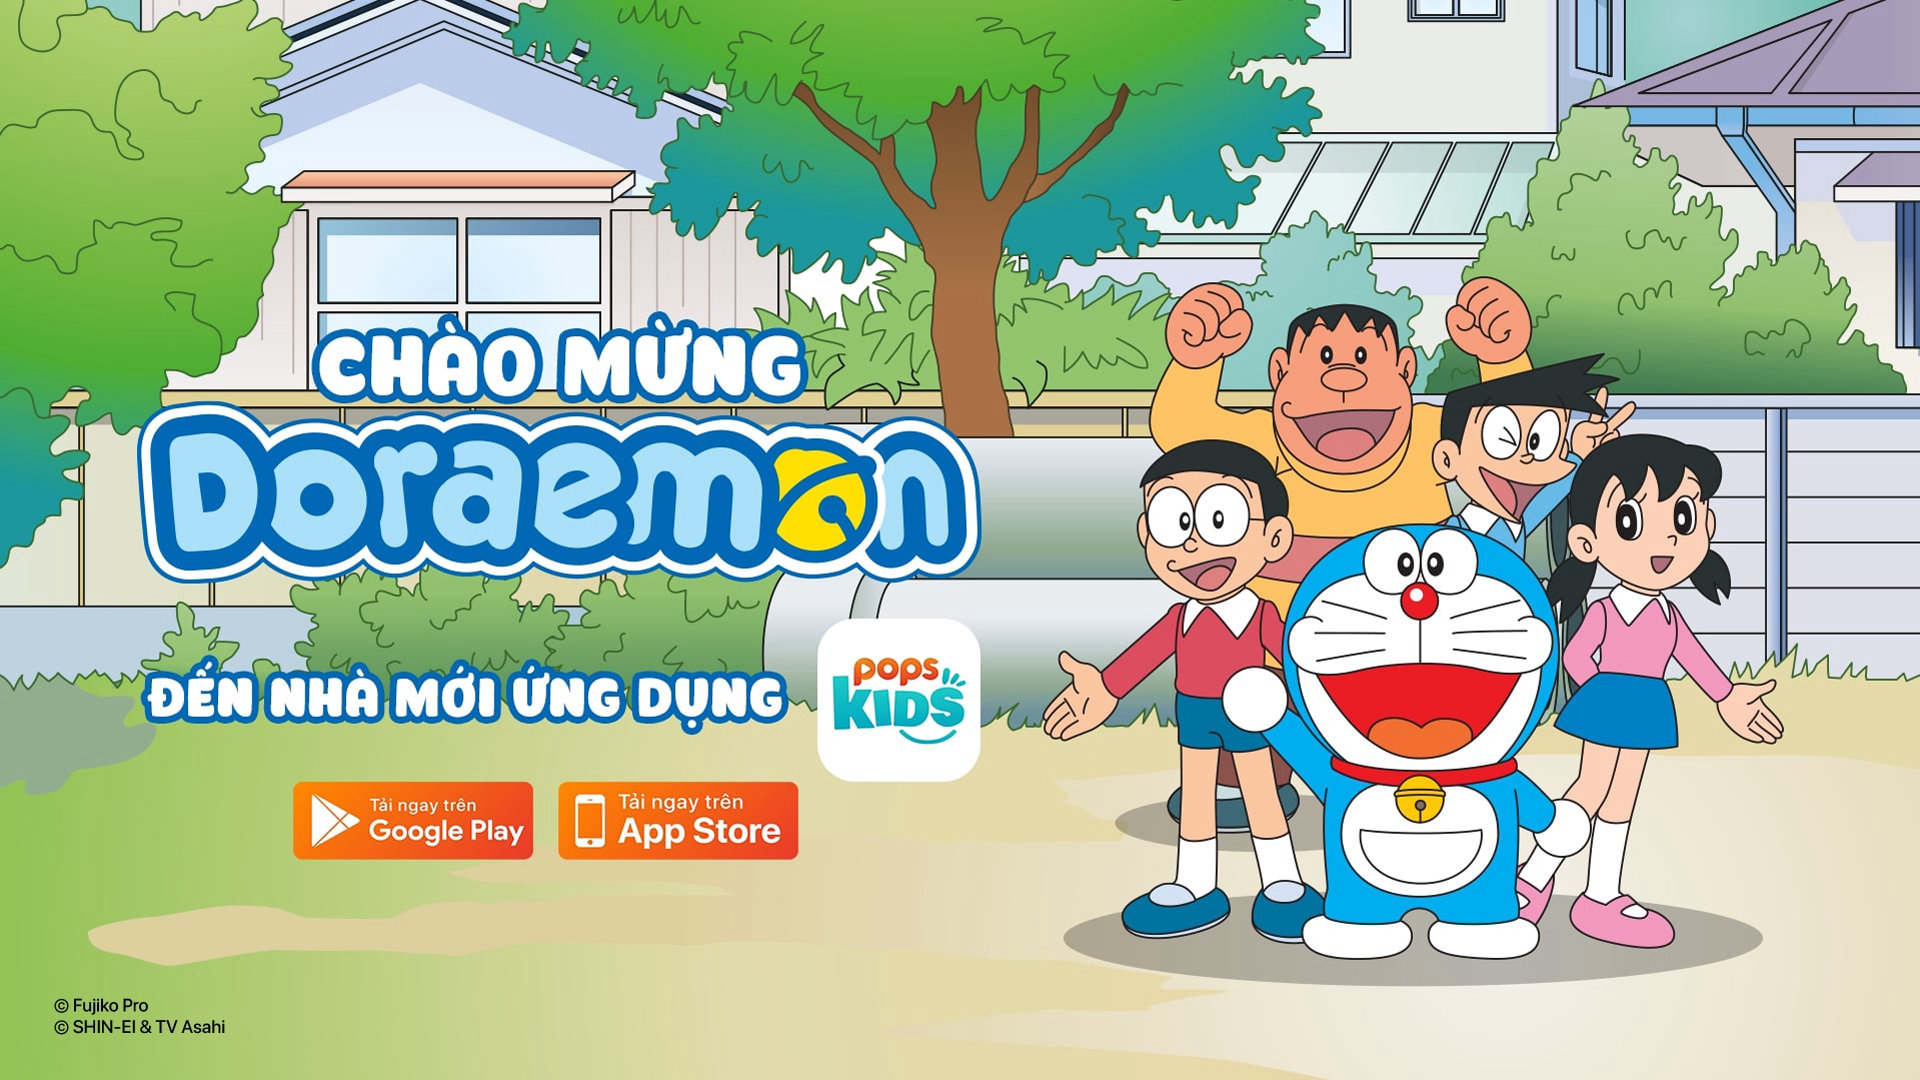 CHÀO MỪNG
Doraemon
ĐẾN NHÀ MỚI ỨNG DỤNG
POPS
KIDS
Tải ngay trên
Google Play
Tải ngay trên
App Store
© Fujiko Pro
© SHIN-EI & TV Asahi